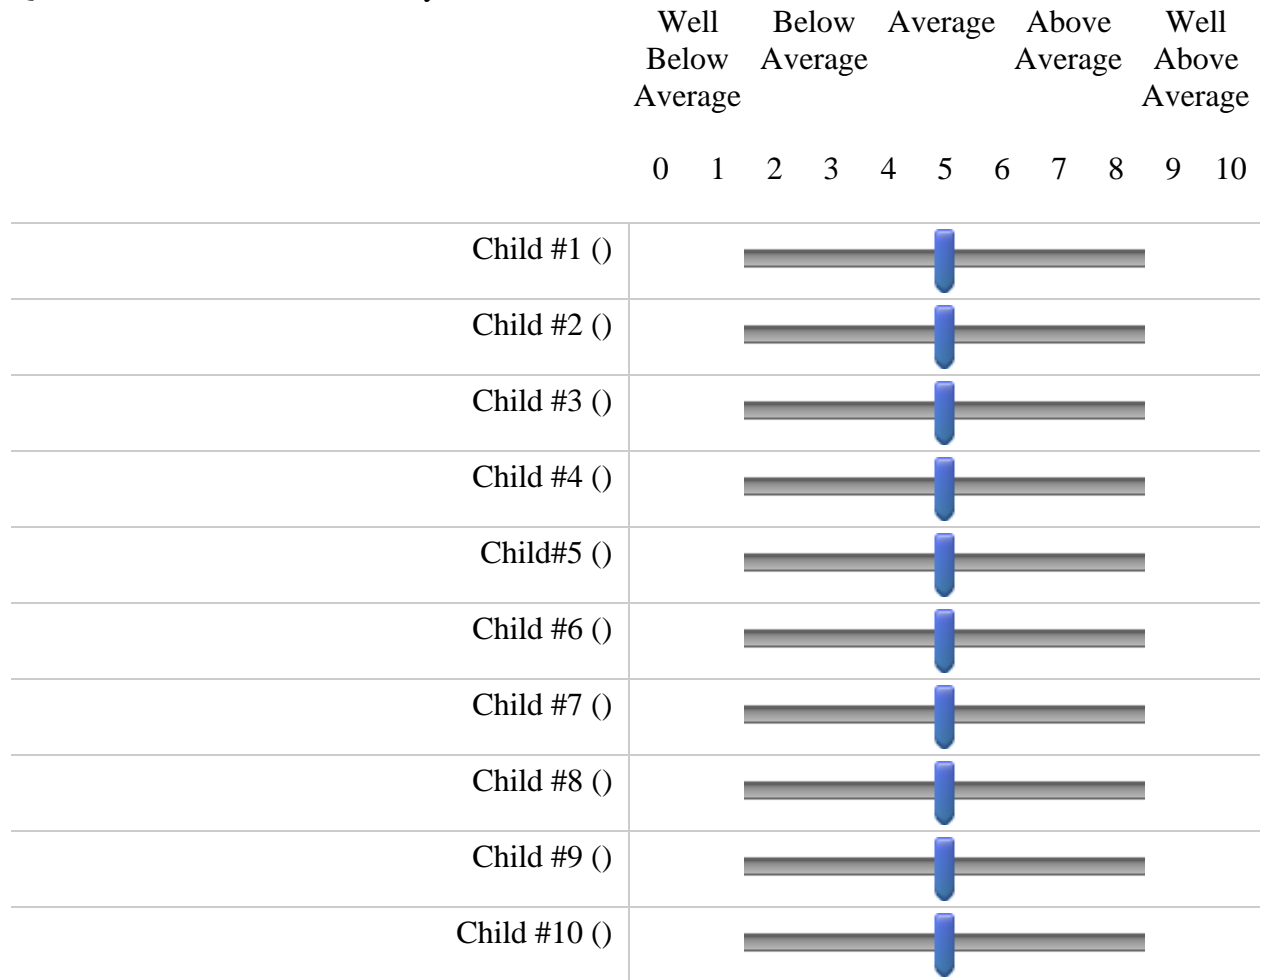 Well Below Average Above Well
Below Average Average Above
Average Average
0 1 2 3 4 5 6 7 8 9 10
Child #1 ()
Child #2 ()
Child #3 ()
Child #4 ()
Child#5 ()
Child #6 ()
Child #7 ()
Child #8 ()
Child #9 ()
Child #10 ()